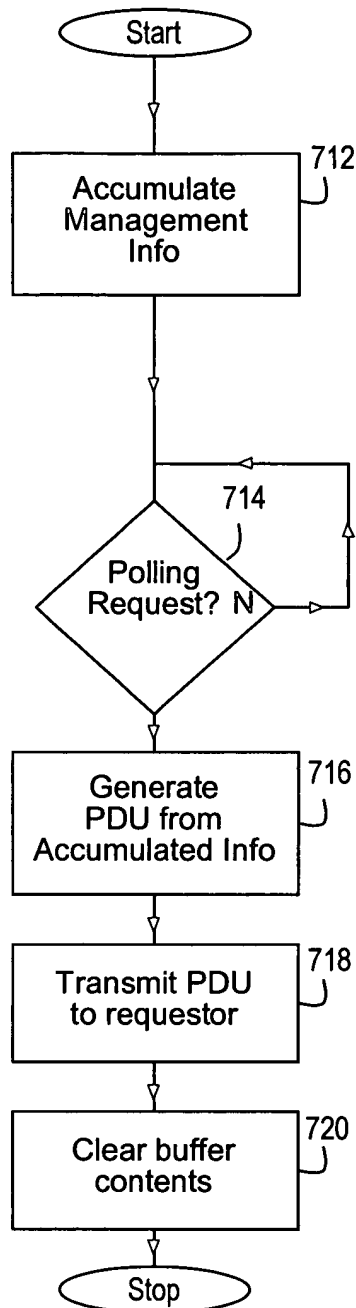 Start
712
Accumulate
Management
Info
714
Polling
Request? N
716
Generate
PDU from
Accumulated Info
718
Transmit PDU
to requestor
720
Clear buffer
contents
Stop